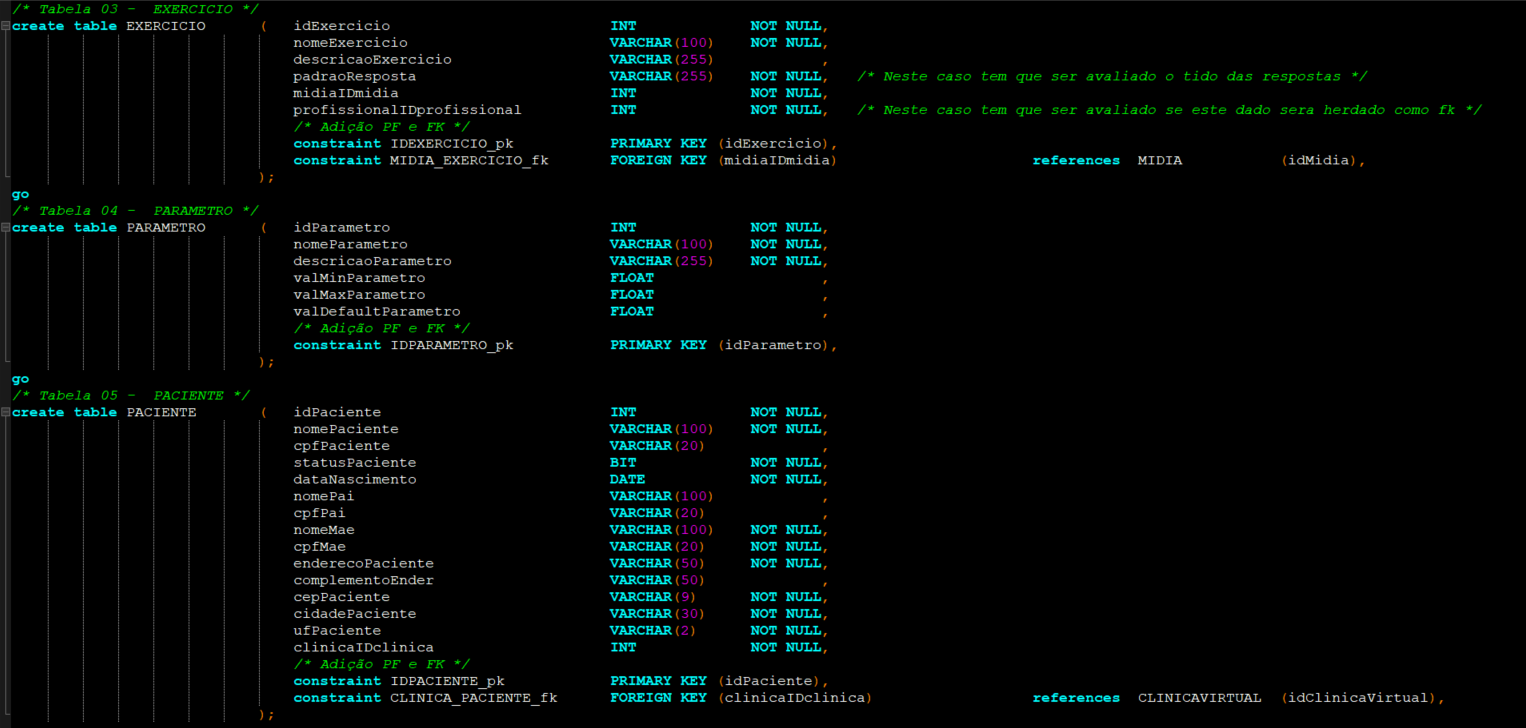 /* Tabela 03 -  EXERCICIO */
create table EXERCICIO ( idExercicio INT NOT NULL,
nomeExercicio VARCHAR(100) NOT NULL,
descricaoExercicio VARCHAR(255) ,
padraoResposta VARCHAR(255) NOT NULL, /* Neste caso tem que ser avaliado o tido das respostas */
midiaIDmidia INT NOT NULL,
profissionalIDprofissional INT NOT NULL, /* Neste caso tem que ser avaliado se este dado sera herdado como fk */
/* Adição PF e FK */
constraint IDEXERCICIO_pk PRIMARY KEY (idExercicio),
constraint MIDIA_EXERCICIO_fk FOREIGN KEY (midiaIDmidia) references MIDIA (idMidia),
);
go
/* Tabela 04 -  PARAMETRO */
create table PARAMETRO ( idParametro INT NOT NULL,
nomeParametro VARCHAR(100) NOT NULL,
descricaoParametro VARCHAR(255) NOT NULL,
valMinParametro FLOAT ,
valMaxParametro FLOAT ,
valDefaultParametro FLOAT ,
/* Adição PF e FK */
constraint IDPARAMETRO_pk PRIMARY KEY (idParametro),
);
go
/* Tabela 05 -  PACIENTE */
create table PACIENTE ( idPaciente INT NOT NULL,
nomePaciente VARCHAR(100) NOT NULL,
cpfPaciente VARCHAR(20) ,
statusPaciente BIT NOT NULL,
dataNascimento DATE NOT NULL,
nomePai VARCHAR(100) ,
cpfPai VARCHAR(20) ,
nomeMae VARCHAR(100) NOT NULL,
cpfMae VARCHAR(20) NOT NULL,
enderecoPaciente VARCHAR(50) NOT NULL,
complementoEnder VARCHAR(50) ,
cepPaciente VARCHAR(9) NOT NULL,
cidadePaciente VARCHAR(30) NOT NULL,
ufPaciente VARCHAR(2) NOT NULL,
clinicaIDclinica INT NOT NULL,
/* Adição PF e FK */
constraint IDPACIENTE_pk PRIMARY KEY (idPaciente),
constraint CLINICA_PACIENTE_fk FOREIGN KEY (clinicaIDclinica) references CLINICAVIRTUAL (idClinicaVirtual),
);